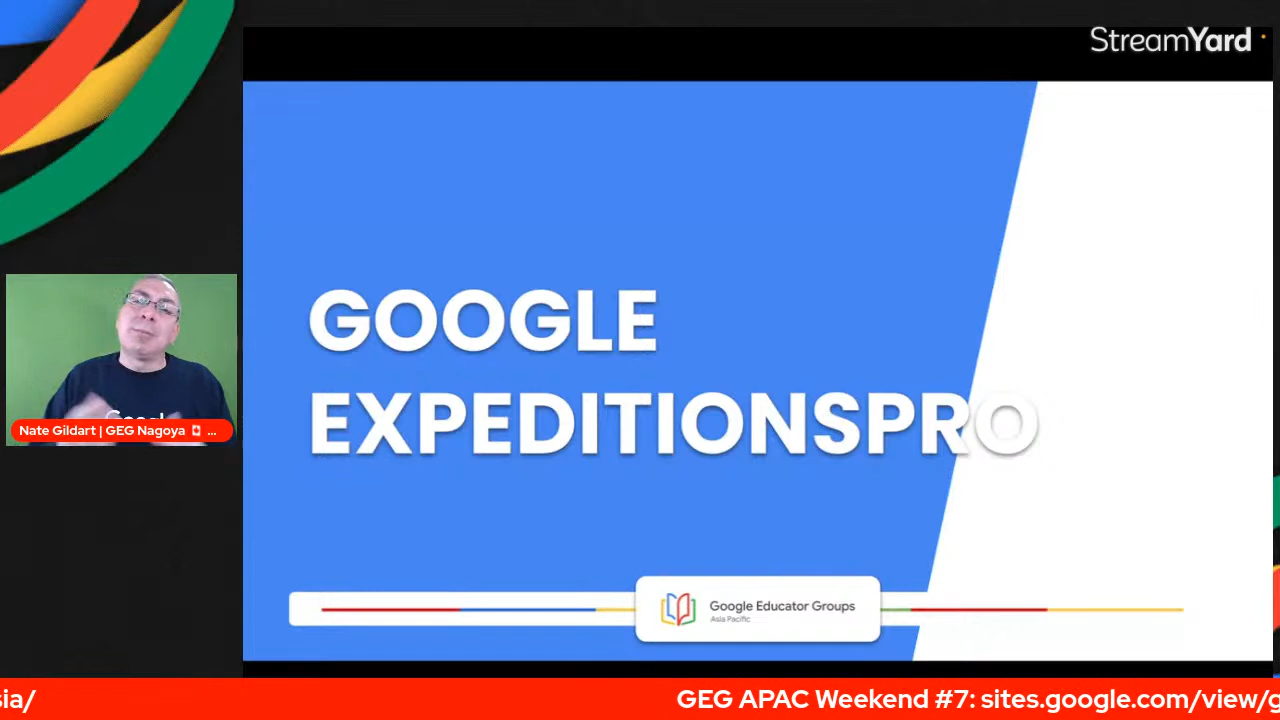 StreamYard
GOOGLE
EXPEDITIONSPRO
Google
Nate Gildart | GEG Nagoya 🇨🇦 ...
Google Educator Groups
Asia Pacific
sia/
GEG APAC Weekend #7: sites.google.com/view/g